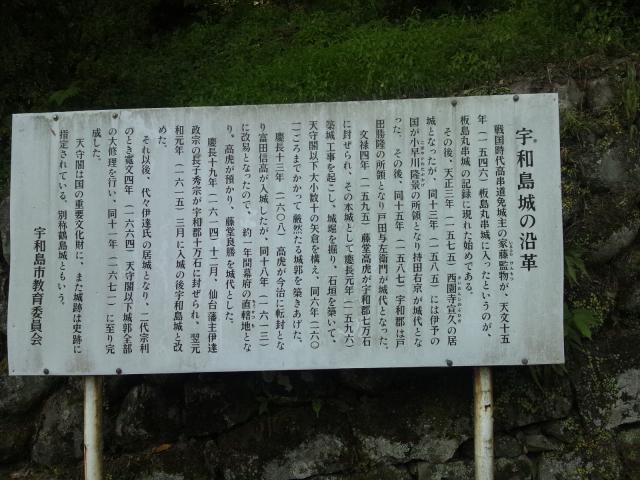 宇和島城の沿革
戦国時代高串道免城主の家藤監物が、天文十五
年（一五四六）板島丸串城に入ったというのが、
板島丸串城の記録に現れた始めである。
その後、天正三年（一五七五）西園寺宣久の居
城となったが、同十三年（一五八五）には伊予の
国が小早川隆景の所領となり持田右京が城代とな
った。その後、同十五年（一五八七）宇和郡は戸
田勝隆の所領となり戸田与左衛門が城代となった。
文禄四年（一五九五）藤堂高虎が宇和郡七万石
に封ぜられ、その本城として慶長元年（一五九六）
築城工事を起こし、城堀を掘り、石垣を築いて、
天守閣以下大小数十の矢倉を構え、同六年（一六〇
一）ころまでかかって厳然たる城郭を築きあげた。
慶長十三年（一六〇八）高虎が今治に転封とな
り富田信高が入城したが、同十八年（一六一三）
に改易となったので、約一年間幕府の直轄地とな
り。高虎が預かり、藤堂良勝を城代とした。
慶長十九年（一六一四）十二月、仙台藩主伊達
政宗の長子秀宗が宇和郡十万石に封ぜられ、翌元
和元年（一六一五）三月に入城の後宇和島城と改
めた。
それ以後、代々伊達氏の居城となり、二代宗利
のとき寛文四年（一六六四）天守閣以下城郭全部
の大修理を行い、同十一年（一六七一）に至り完
成した。
天守閣は国の重要文化財に、また城跡は史跡に
指定されている。別称鶴島城ともいう。
宇和島市教育委員会